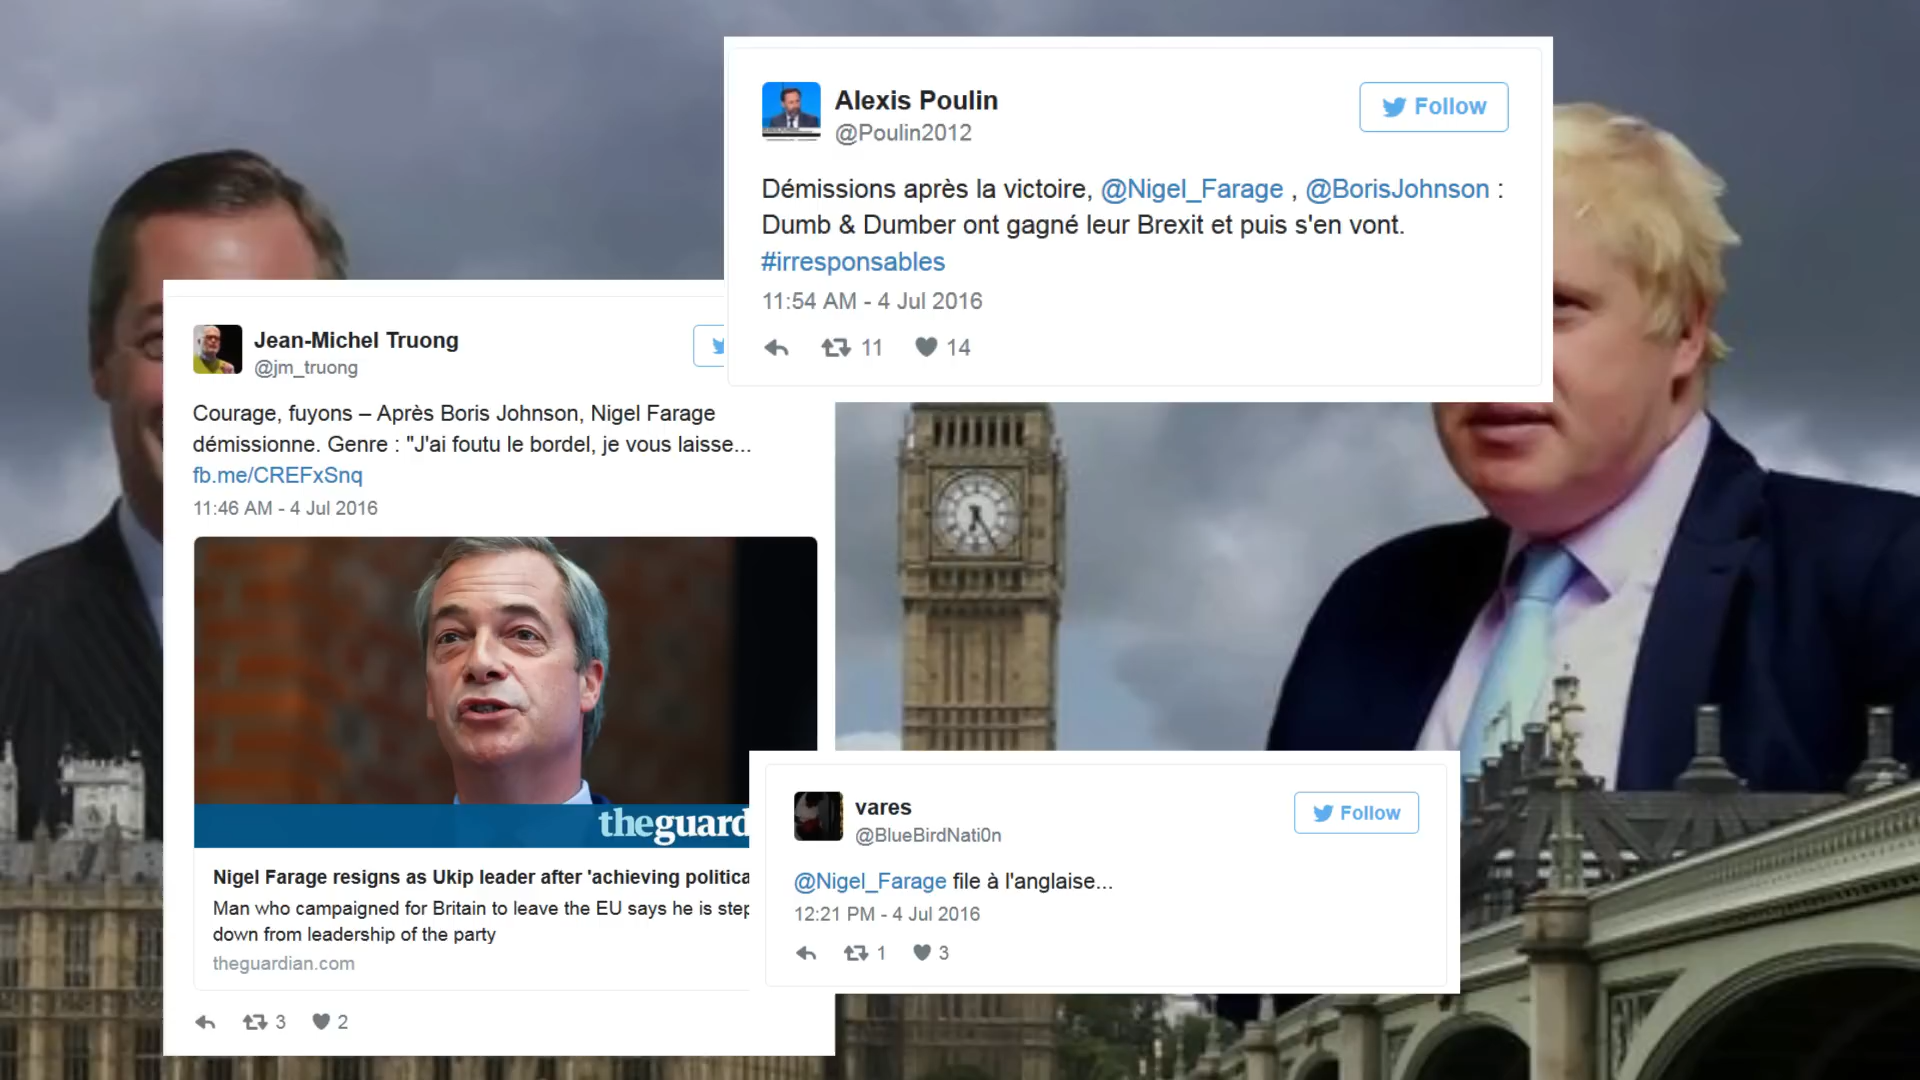 Alexis Poulin
@Poulin2012
Follow
Démissions après la victoire, @Nigel_Farage , @BorisJohnson :
Dumb & Dumber ont gagné leur Brexit et puis s'en vont.
#irresponsables
11:54 AM - 4 Jul 2016
11 14
Jean-Michel Truong
@jm_truong
Courage, fuyons – Après Boris Johnson, Nigel Farage
démissionne. Genre : "J'ai foutu le bordel, je vous laisse...
fb.me/CREFxSnq
11:46 AM - 4 Jul 2016
theguard
Nigel Farage resigns as Ukip leader after 'achieving politica
Man who campaigned for Britain to leave the EU says he is step
down from leadership of the party
theguardian.com
3 2
vares
@BlueBirdNati0n
Follow
@Nigel_Farage file à l'anglaise...
12:21 PM - 4 Jul 2016
1 3